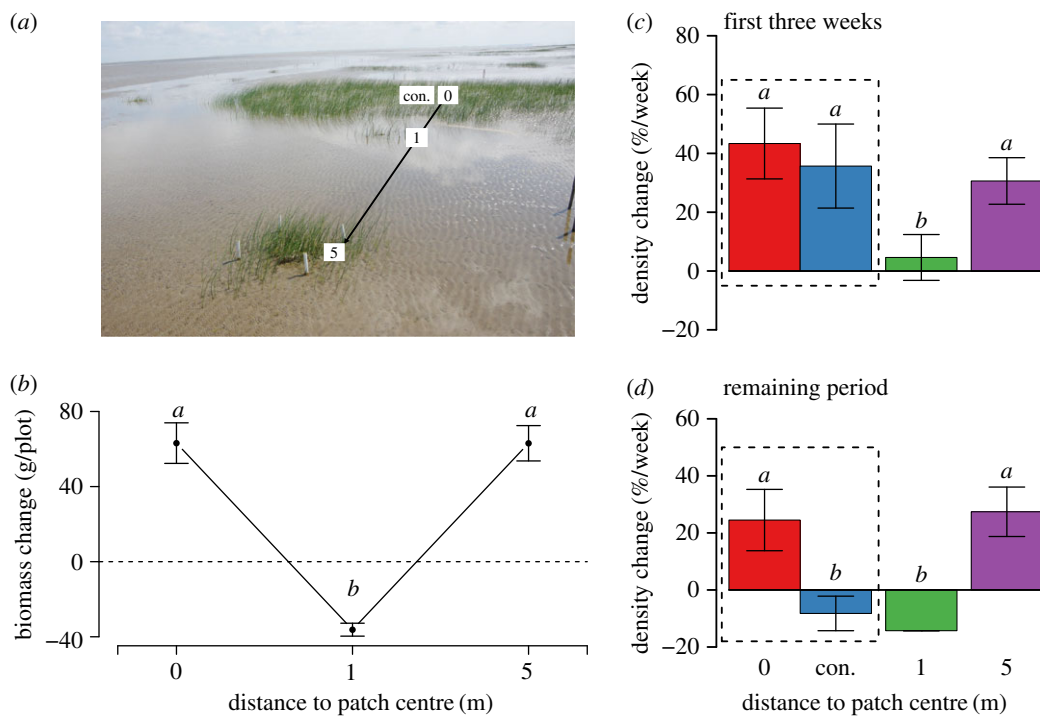 (a)
con. 0
1
5
(b)
biomass change (g/plot)
80
40
0
−40
a
b
a
0 1 5
distance to patch centre (m)
(c) first three weeks
density change (%/week)
80
60
40
20
0
−20
a
a
b
a
(d) remaining period
density change (%/week)
60
40
20
0
−20
a
b
b
a
0 con. 1 5
distance to patch centre (m)